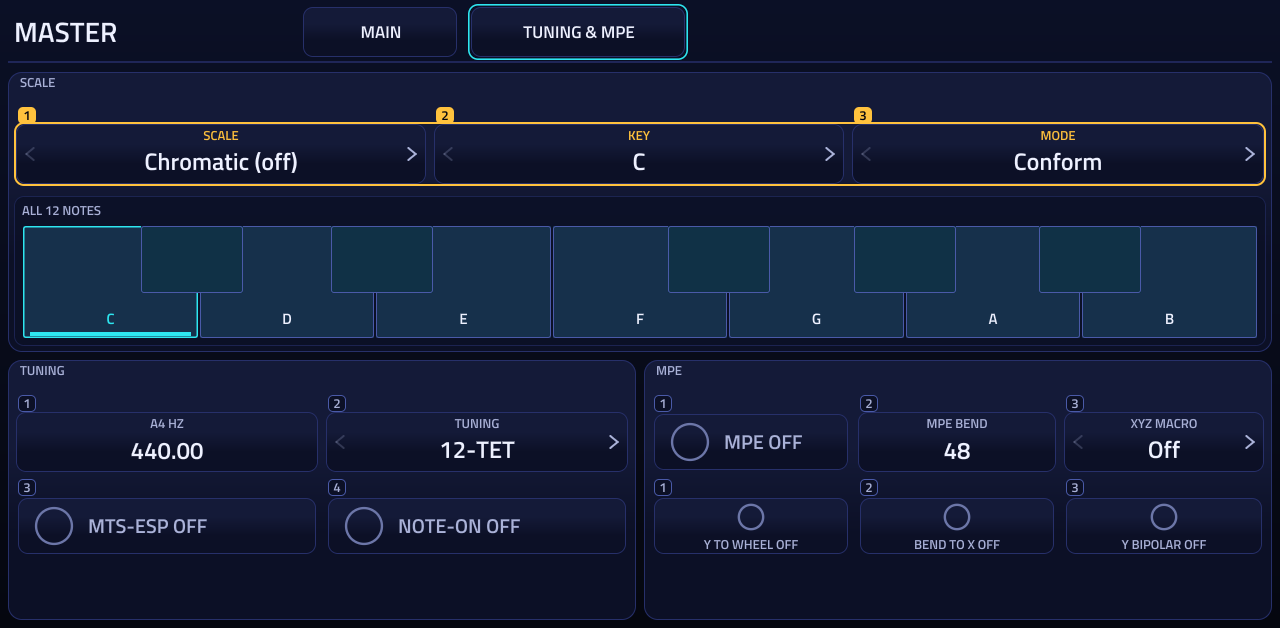 MASTER
MAIN
TUNING & MPE
SCALE
1
2
3
SCALE
KEY
MODE
Chromatic (off)
C
Conform
ALL 12 NOTES
C
D
E
F
G
A
B
TUNING
1
2
A4 HZ
440.00
TUNING
12-TET
3
4
MTS-ESP OFF
NOTE-ON OFF
MPE
1
2
3
MPE OFF
MPE BEND
48
XYZ MACRO
Off
1
2
3
Y TO WHEEL OFF
BEND TO X OFF
Y BIPOLAR OFF